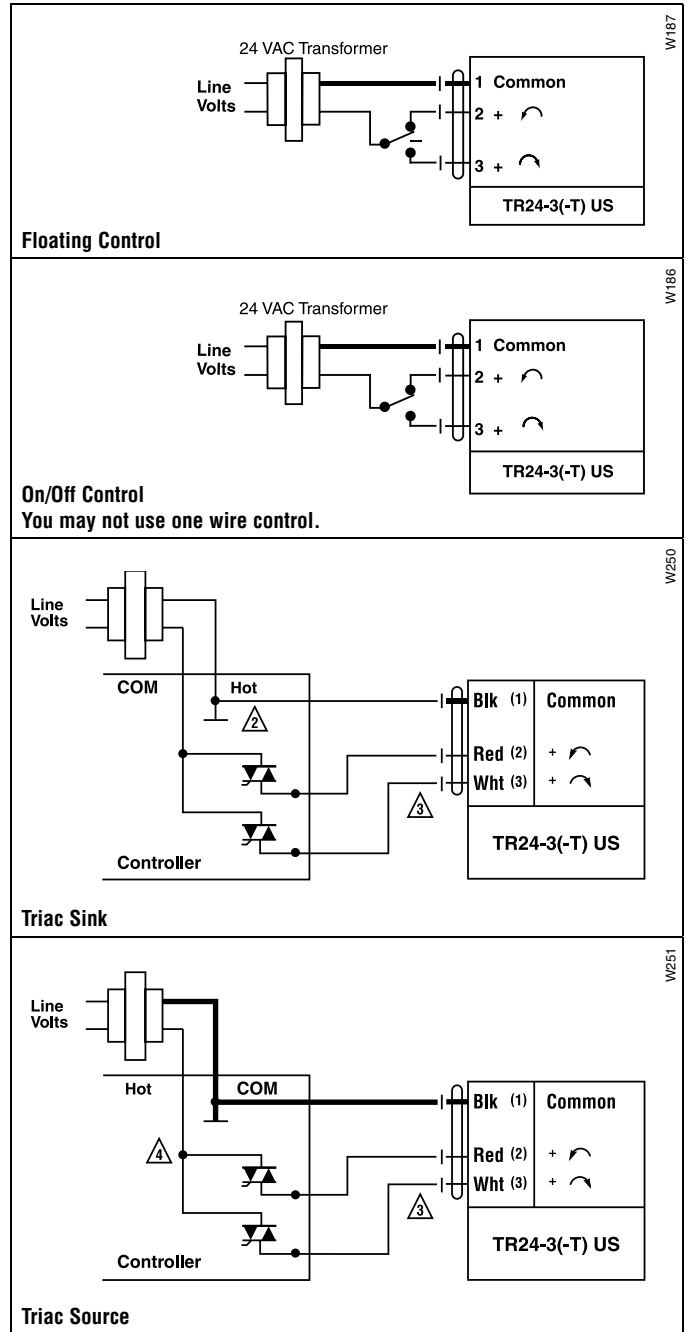 W187
24 VAC Transformer
Line
Volts
1 Common
2 +
3 +
TR24-3(-T) US
Floating Control
W186
24 VAC Transformer
Line
Volts
1 Common
2 +
3 +
TR24-3(-T) US
On/Off Control
You may not use one wire control.
W250
Line
Volts
COM Hot
2
Blk (1) Common
Red (2) +
Wht (3) +
3
TR24-3(-T) US
Controller
Triac Sink
W251
Line
Volts
Hot COM
Blk (1) Common
4
Red (2) +
Wht (3) +
3
TR24-3(-T) US
Controller
Triac Source